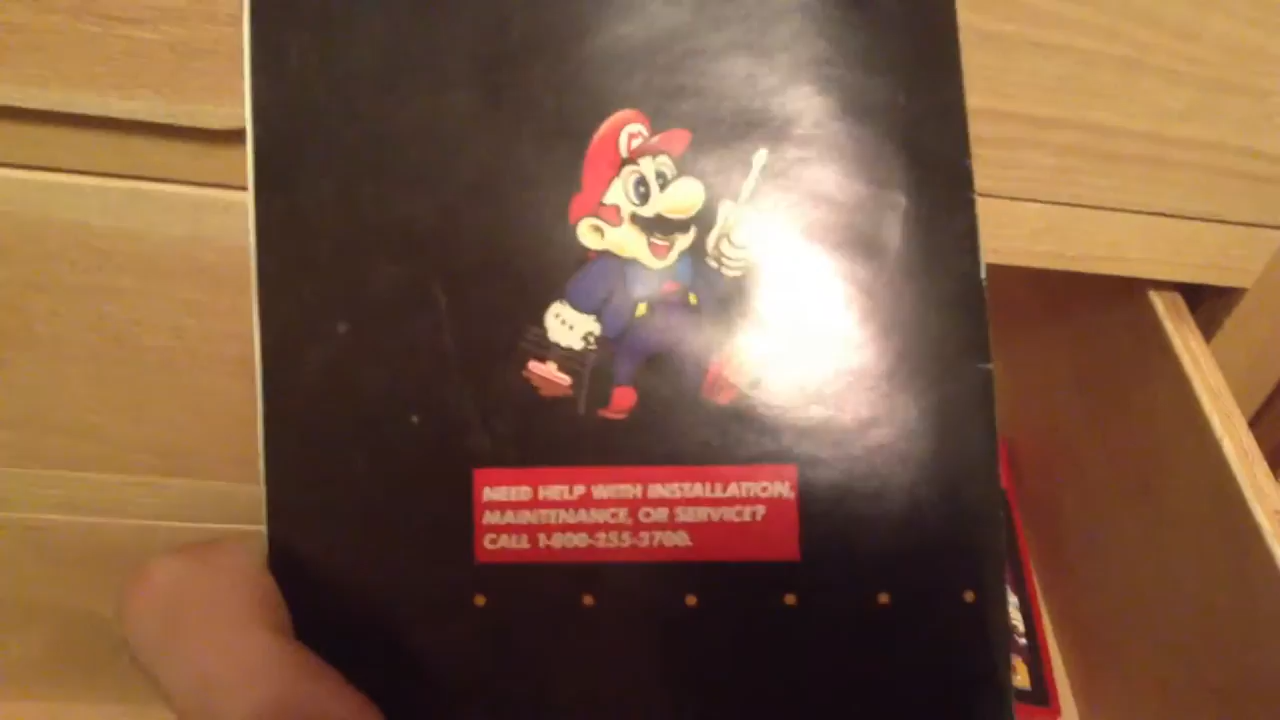 M
NEED HELP WITH INSTALLATION,
MAINTENANCE, OR SERVICE?
CALL 1-800-255-3700.